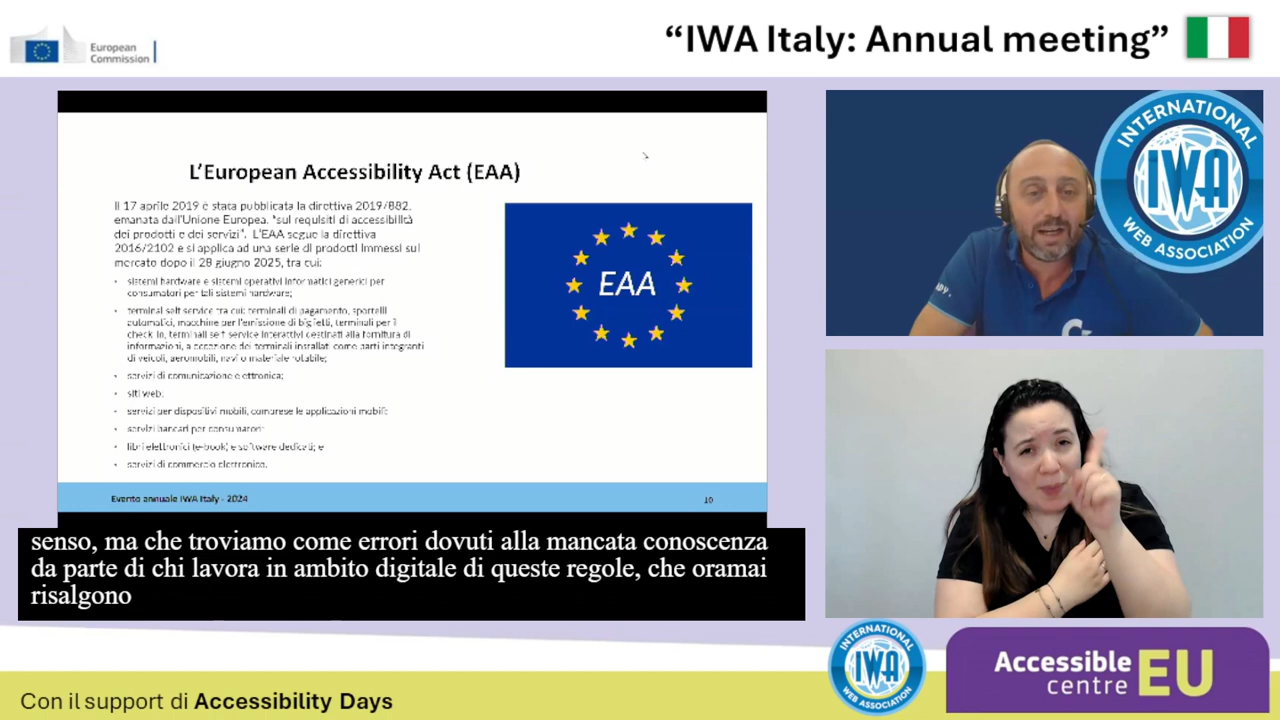 European
Commission
“IWA Italy: Annual meeting”
L’European Accessibility Act (EAA)
Il 17 aprile 2019 è stata pubblicata la direttiva 2019/882,
emanata dall'Unione Europea, "sui requisiti di accessibilità
dei prodotti e dei servizi". L'EAA segue la direttiva
2016/2102 e si applica ad una serie di prodotti immessi sul
mercato dopo il 28 giugno 2025, tra cui:
• sistemi hardware e sistemi operativi informatici generici per
consumatori per tali sistemi hardware;
• terminali self service tra cui: terminali di pagamento, sportelli
automatici, macchine per l'emissione di biglietti, terminali per il
check-in, terminali self service interattivi destinati alla fornitura di
informazioni, a eccezione dei terminali installati come parti integranti
di veicoli, aeromobili, navi o materiale rotabile;
• servizi di comunicazione elettronica;
• siti web;
• servizi per dispositivi mobili, comprese le applicazioni mobili;
• servizi bancari per consumatori;
• libri elettronici (e-book) e software dedicati; e
• servizi di commercio elettronico.
EAA
Evento annuale IWA Italy - 2024
10
INTERNATIONAL
IWA
WEB ASSOCIATION
senso, ma che troviamo come errori dovuti alla mancata conoscenza
da parte di chi lavora in ambito digitale di queste regole, che oramai
risalgono
INTERNATIONAL
IWA
WEB ASSOCIATION
Accessible
centre
EU
Con il support di Accessibility Days